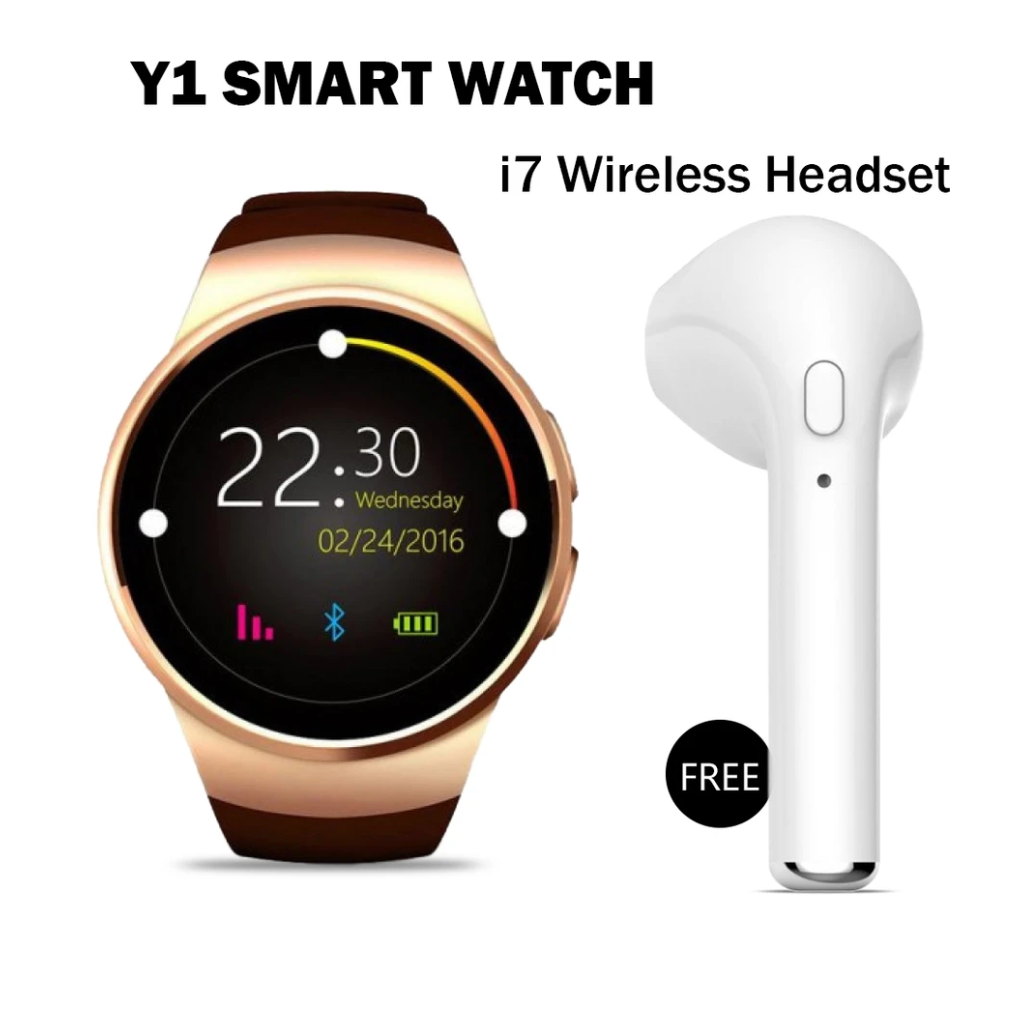 Y1 SMART WATCH
i7 Wireless Headset
22:30
Wednesday
02/24/2016
FREE